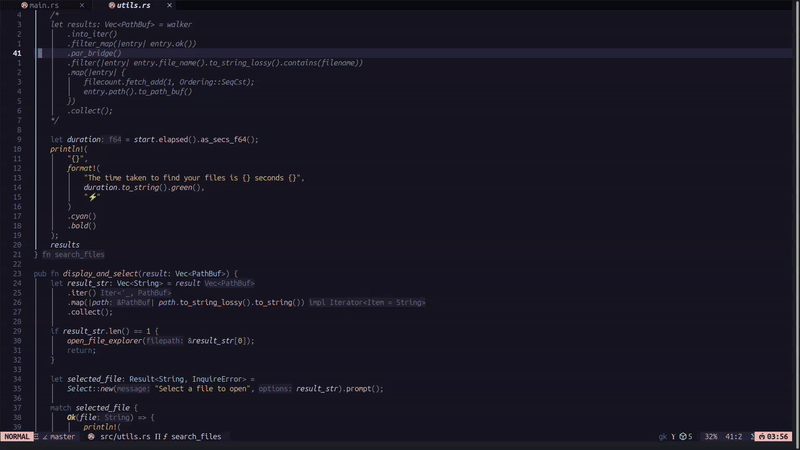 main.rs × utils.rs ×
4 /*
3 let results: Vec<PathBuf> = walker
2 .into_iter()
1 .filter_map(|entry| entry.ok())
41 .par_bridge()
1 .filter(|entry| entry.file_name().to_string_lossy().contains(filename))
2 .map(|entry| {
3 filecount.fetch_add(1, Ordering::SeqCst);
4 entry.path().to_path_buf()
5 })
6 .collect();
7 */
8
9 let duration: f64 = start.elapsed().as_secs_f64();
10 println!(
11 "{}",
12 format!(
13 "The time taken to find your files is {} seconds {}",
14 duration.to_string().green(),
15 "⚡"
16 )
17 .cyan()
18 .bold()
19 );
20 results
21 } fn search_files
22
23 pub fn display_and_select(result: Vec<PathBuf>) {
24 let result_str: Vec<String> = result Vec<PathBuf>
25 .iter() Iter<'_, PathBuf>
26 .map(|path: &PathBuf| path.to_string_lossy().to_string()) impl Iterator<Item = String>
27 .collect();
28
29 if result_str.len() == 1 {
30 open_file_explorer(filepath: &result_str[0]);
31 return;
32 }
33
34 let selected_file: Result<String, InquireError> =
35 Select::new(message: "Select a file to open", options: result_str).prompt();
36
37 match selected_file {
38 Ok(file: String) => {
39 println!(
NORMAL master src/utils.rs search_files gk 5 32% 41:2 03:56